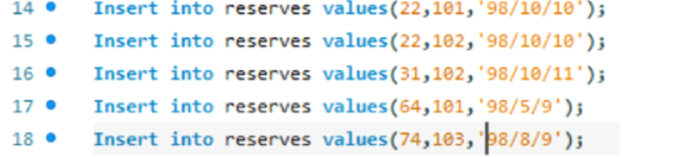 14 Insert into reserves values(22,101,'98/10/10');
15 Insert into reserves values(22,102,'98/10/10');
16 Insert into reserves values(31,102,'98/10/11');
17 Insert into reserves values(64,101,'98/5/9');
18 Insert into reserves values(74,103,'98/8/9');